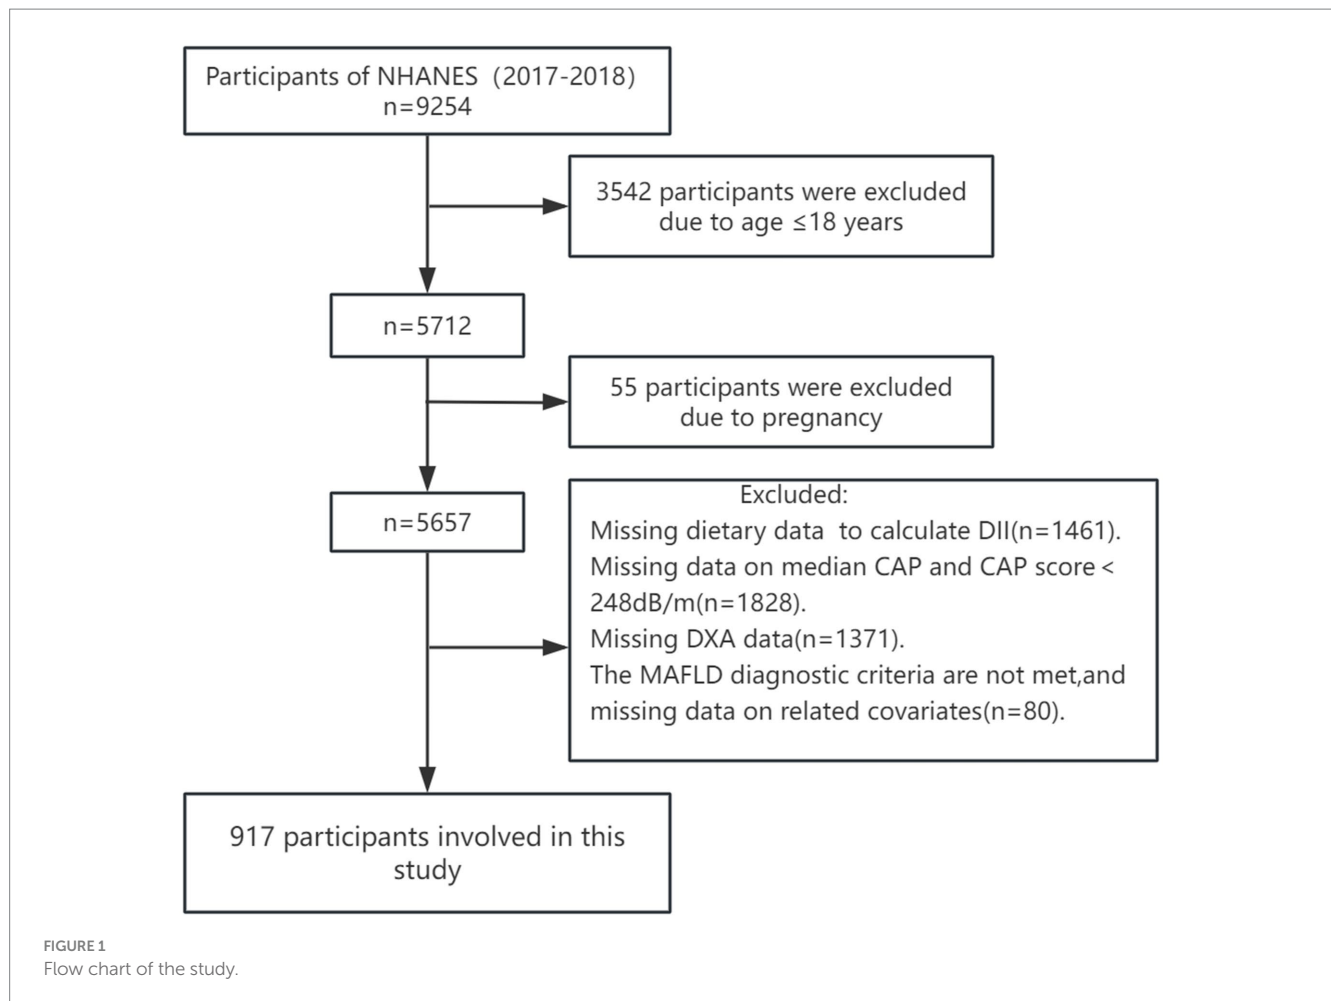 Participants of NHANES (2017-2018)
n=9254
3542 participants were excluded
due to age ≤18 years
n=5712
55 participants were excluded
due to pregnancy
n=5657
Excluded:
Missing dietary data to calculate DII(n=1461).
Missing data on median CAP and CAP score <
248dB/m(n=1828).
Missing DXA data(n=1371).
The MAFLD diagnostic criteria are not met,and
missing data on related covariates(n=80).
917 participants involved in this
study
FIGURE 1
Flow chart of the study.